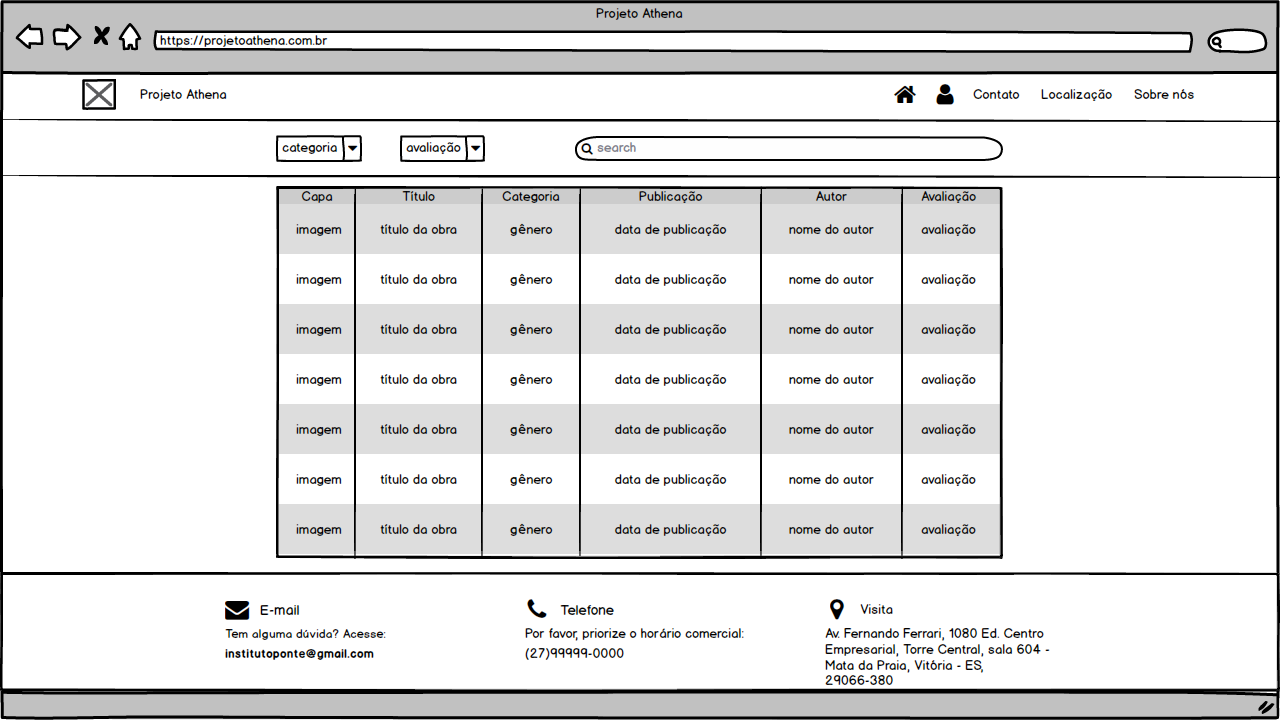 Projeto Athena
https://projetoathena.com.br
Projeto Athena Contato Localização Sobre nós
categoria avaliação search
Capa Título Categoria Publicação Autor Avaliação
imagem título da obra gênero data de publicação nome do autor avaliação
imagem título da obra gênero data de publicação nome do autor avaliação
imagem título da obra gênero data de publicação nome do autor avaliação
imagem título da obra gênero data de publicação nome do autor avaliação
imagem título da obra gênero data de publicação nome do autor avaliação
imagem título da obra gênero data de publicação nome do autor avaliação
imagem título da obra gênero data de publicação nome do autor avaliação
E-mail
Tem alguma dúvida? Acesse:
institutoponte@gmail.com
Telefone
Por favor, priorize o horário comercial:
(27)99999-0000
Visita
Av. Fernando Ferrari, 1080 Ed. Centro
Empresarial, Torre Central, sala 604 -
Mata da Praia, Vitória - ES,
29066-380